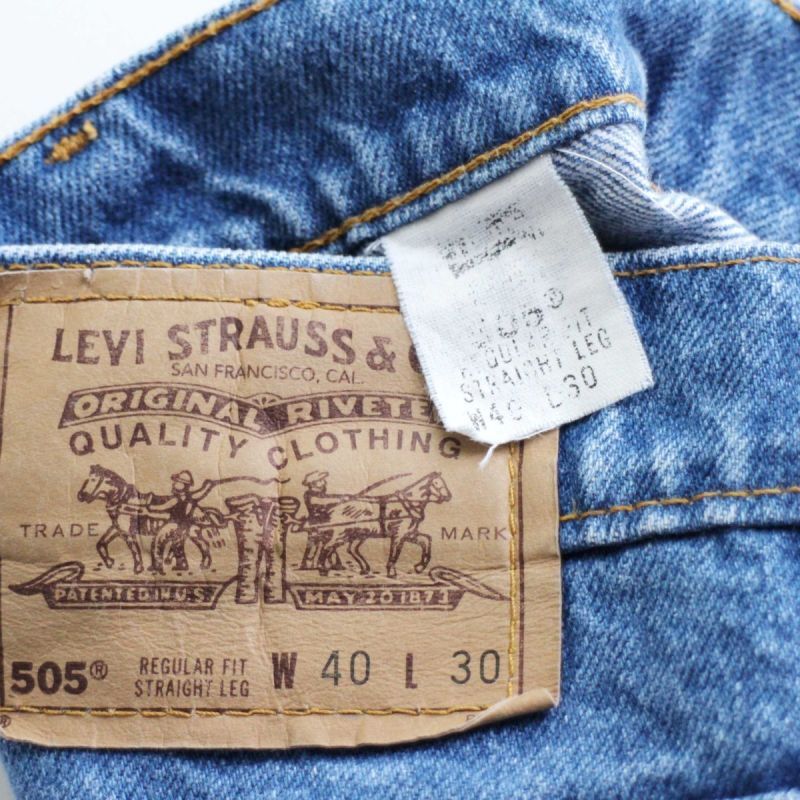 LEVI STRAUSS &
SAN FRANCISCO, CAL.
ORIGINAL
QUALITY CLOTHING
TRADE MARK
PATENTED IN U.S. MAY 20 1873
505® REGULAR FIT
STRAIGHT LEG
W 40 L 30
®
REGULAR FIT
STRAIGHT LEG
W40 L30